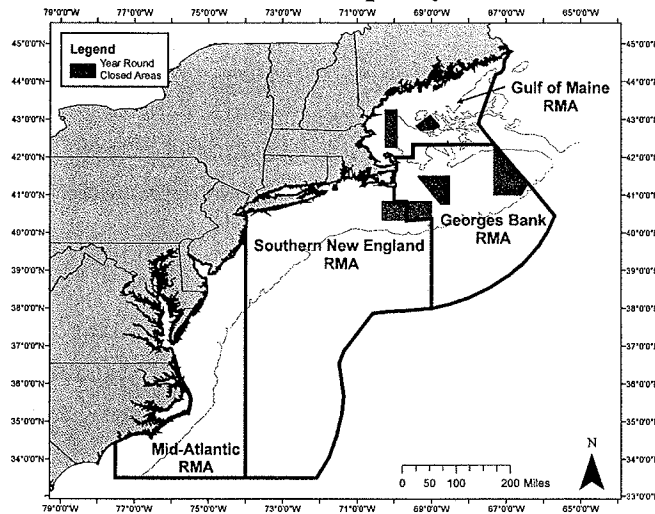 79°0'0"W 77°0'0"W 75°0'0"W 73°0'0"W 71°0'0"W 69°0'0"W 67°0'0"W 65°0'0"W
45°0'0"N
44°0'0"N
43°0'0"N
42°0'0"N
41°0'0"N
40°0'0"N
39°0'0"N
38°0'0"N
37°0'0"N
36°0'0"N
35°0'0"N
34°0'0"N
Legend
Year Round
Closed Areas
Gulf of Maine
RMA
Georges Bank
RMA
Southern New England
RMA
Mid-Atlantic
RMA
0 50 100 200 Miles
N
45°0'0"N
44°0'0"N
43°0'0"N
42°0'0"N
41°0'0"N
40°0'0"N
39°0'0"N
38°0'0"N
37°0'0"N
36°0'0"N
35°0'0"N
34°0'0"N
33°0'0"N
79°0'0"W 77°0'0"W 75°0'0"W 73°0'0"W 71°0'0"W 69°0'0"W 67°0'0"W 65°0'0"W